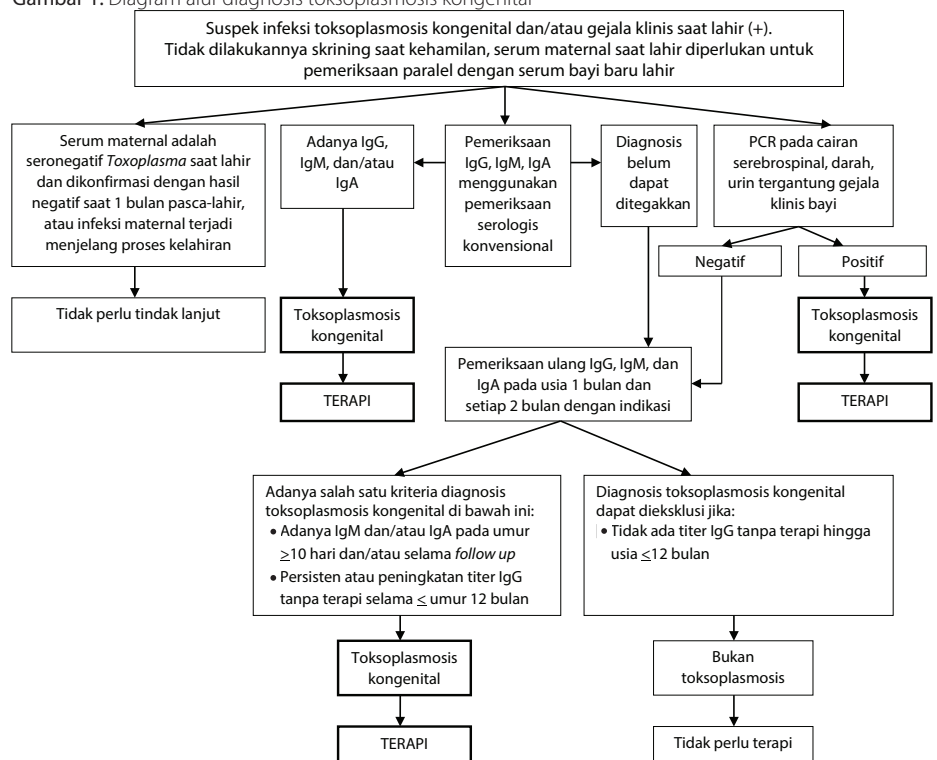 Gambar 1. Diagram alur diagnosis toksoplasmosis kongenital
Suspek infeksi toksoplasmosis kongenital dan/atau gejala klinis saat lahir (+).
Tidak dilakukannya skrining saat kehamilan, serum maternal saat lahir diperlukan untuk
pemeriksaan paralel dengan serum bayi baru lahir
Serum maternal adalah
seronegatif Toxoplasma saat lahir
dan dikonfirmasi dengan hasil
negatif saat 1 bulan pasca-lahir,
atau infeksi maternal terjadi
menjelang proses kelahiran
Tidak perlu tindak lanjut
Adanya IgG,
IgM, dan/atau
IgA
Toksoplasmosis
kongenital
TERAPI
Pemeriksaan
IgG, IgM, IgA
menggunakan
pemeriksaan
serologis
konvensional
Diagnosis
belum
dapat
ditegakkan
PCR pada cairan
serebrospinal, darah,
urin tergantung gejala
klinis bayi
Negatif
Positif
Toksoplasmosis
kongenital
TERAPI
Pemeriksaan ulang IgG, IgM, dan
IgA pada usia 1 bulan dan
setiap 2 bulan dengan indikasi
Adanya salah satu kriteria diagnosis
toksoplasmosis kongenital di bawah ini:
• Adanya IgM dan/atau IgA pada umur
≥10 hari dan/atau selama follow up
• Persisten atau peningkatan titer IgG
tanpa terapi selama ≤ umur 12 bulan
Toksoplasmosis
kongenital
TERAPI
Diagnosis toksoplasmosis kongenital
dapat dieksklusi jika:
• Tidak ada titer IgG tanpa terapi hingga
usia ≤12 bulan
Bukan
toksoplasmosis
Tidak perlu terapi